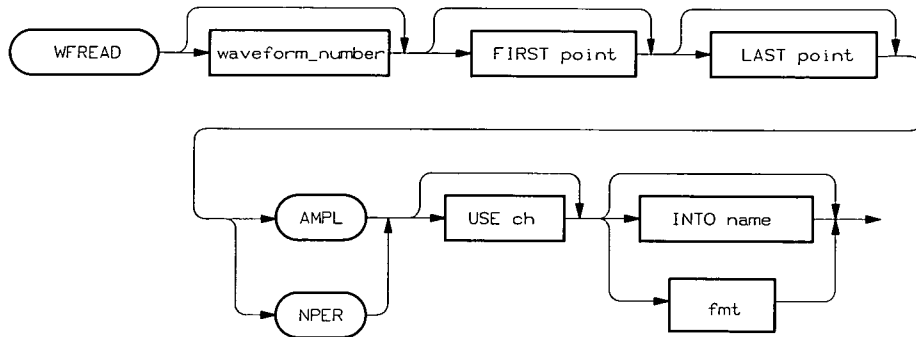 WFREAD waveform_number FIRST point LAST point
AMPL USE ch INTO name
NPER fmt